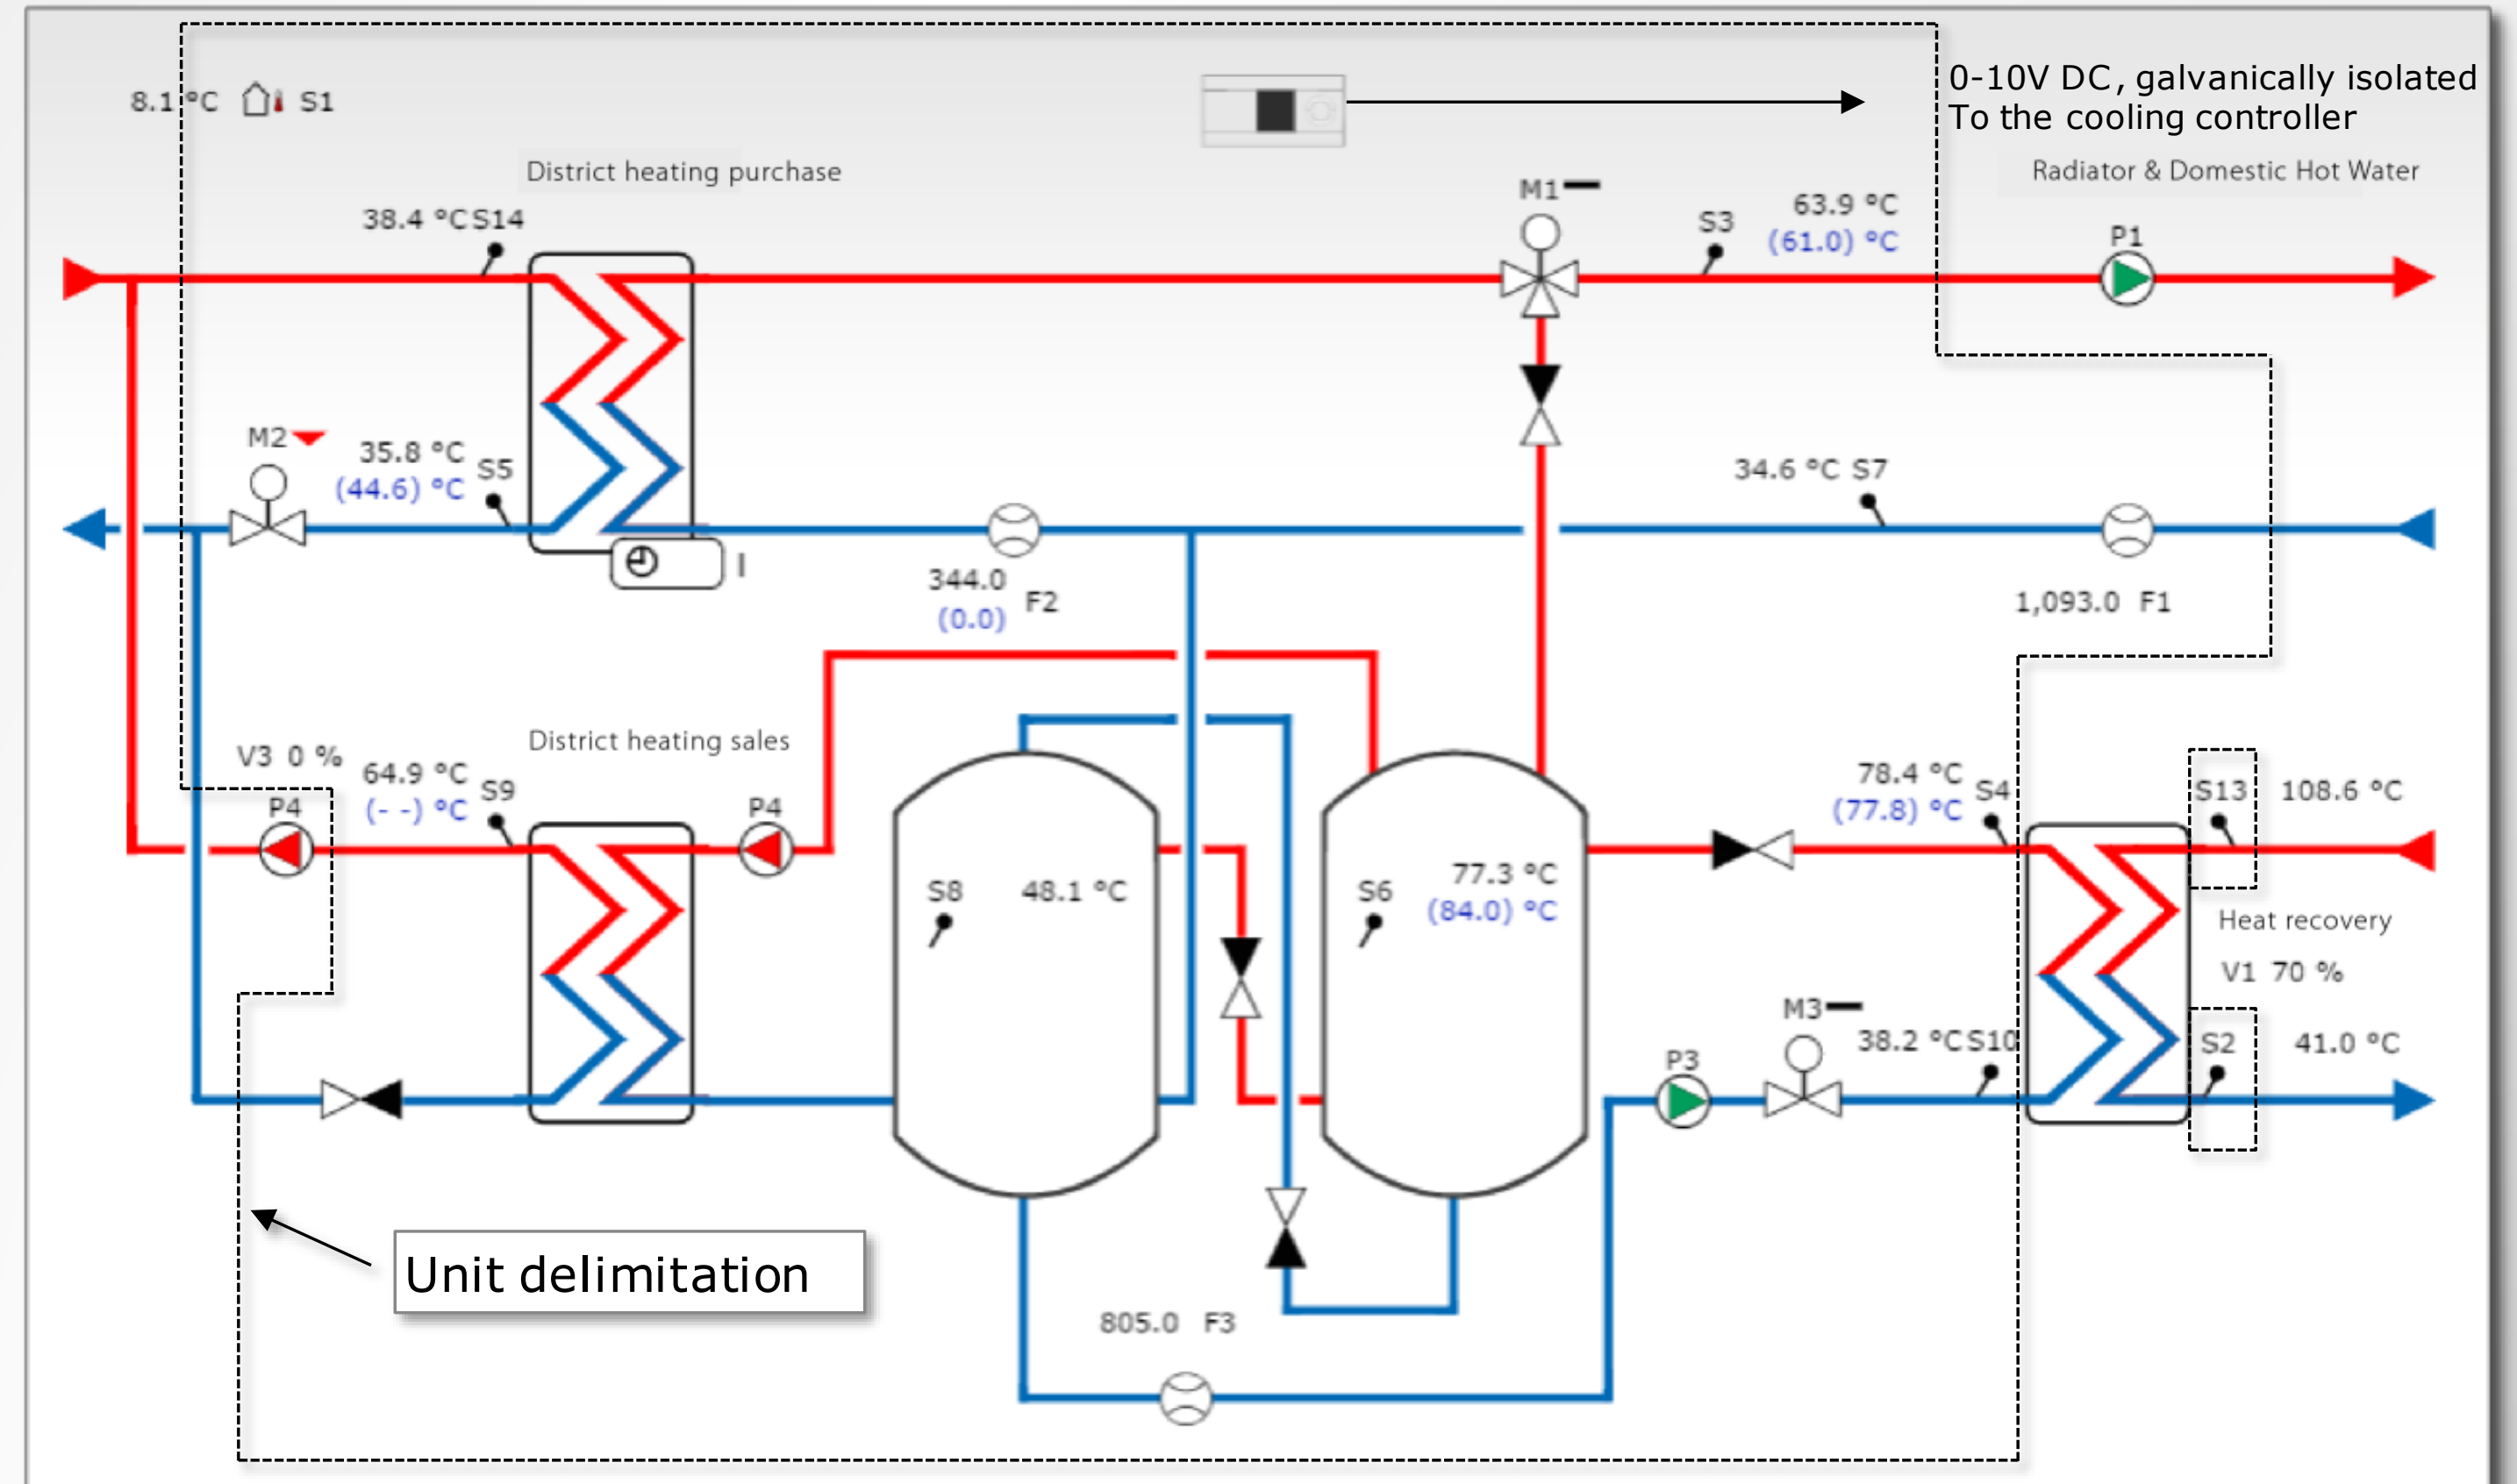 0-10V DC, galvanically isolated
To the cooling controller
8.1 °C S1
District heating purchase
Radiator & Domestic Hot Water
38.4 °C S14
M1
S3
63.9 °C
(61.0) °C
P1
M2
35.8 °C
(44.6) °C
S5
34.6 °C S7
I
344.0
(0.0)
F2
1,093.0 F1
V3 0 %
District heating sales
64.9 °C
(- -) °C
S9
P4
P4
78.4 °C
(77.8) °C
S4
S13 108.6 °C
S8 48.1 °C
S6
77.3 °C
(84.0) °C
Heat recovery
V1 70 %
M3
38.2 °C S10
P3
S2 41.0 °C
Unit delimitation
805.0 F3